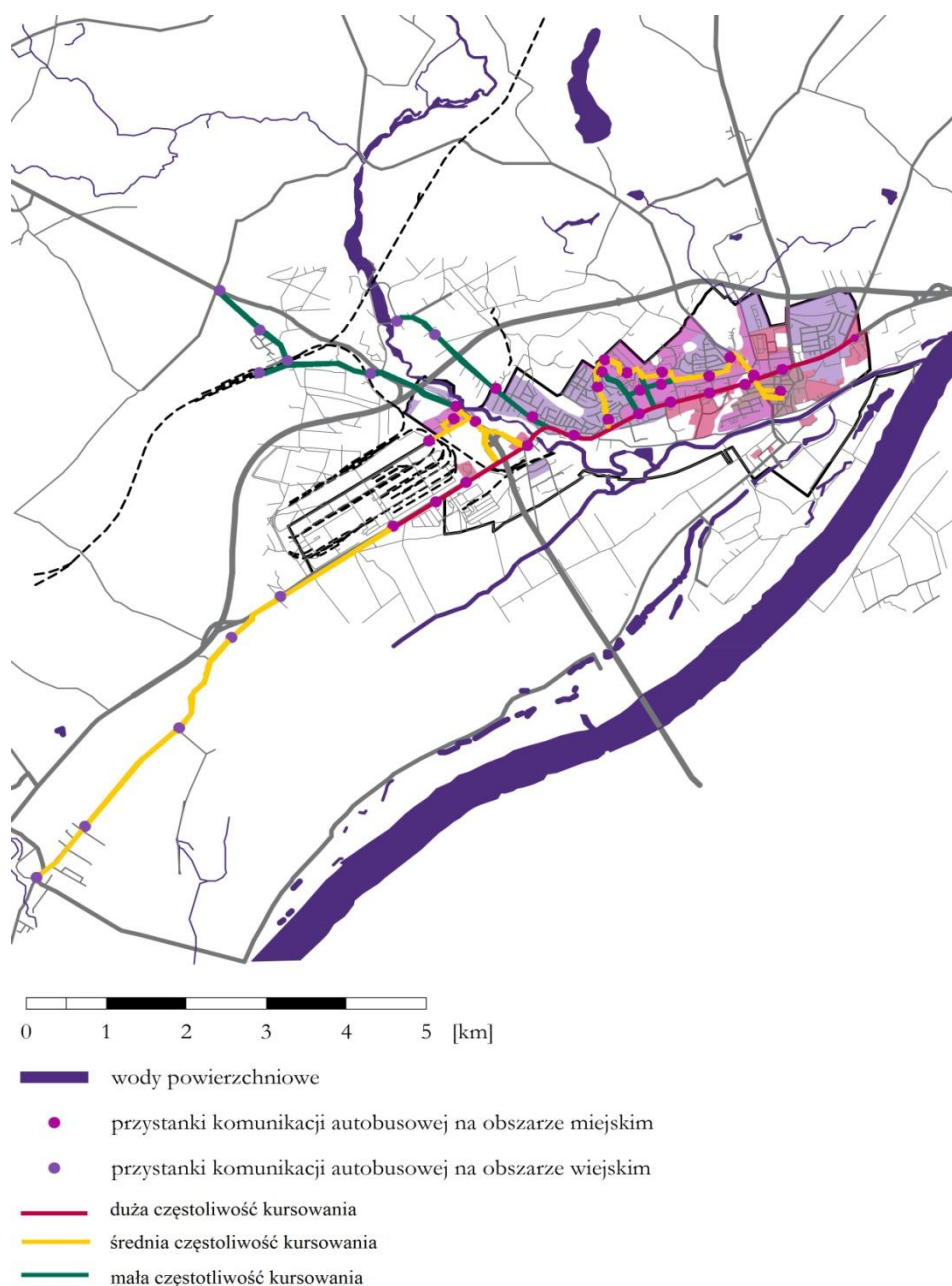 0 1 2 3 4 5 [km]
wody powierzchniowe
przystanki komunikacji autobusowej na obszarze miejskim
przystanki komunikacji autobusowej na obszarze wiejskim
duża częstoliwość kursowania
średnia częstoliwość kursowania
mała częstotliwość kursowania